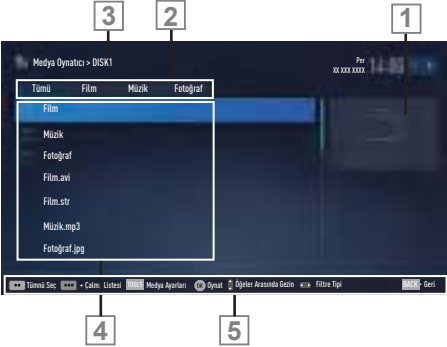 3 2 1
Medya Oynatıcı > DISK1
Per
XX XXX XXXX
Tümü Film Müzik Fotoğraf
Film
Müzik
Fotoğraf
Film.avi
Film.str
Müzik.mp3
Fotoğraf.jpg
Tümnü Seç + Çalma Listesi TOOLS Medya Ayarları OK Oynat Öğeler Arasında Gezin Filtre Tipi BACK - Geri
4 5